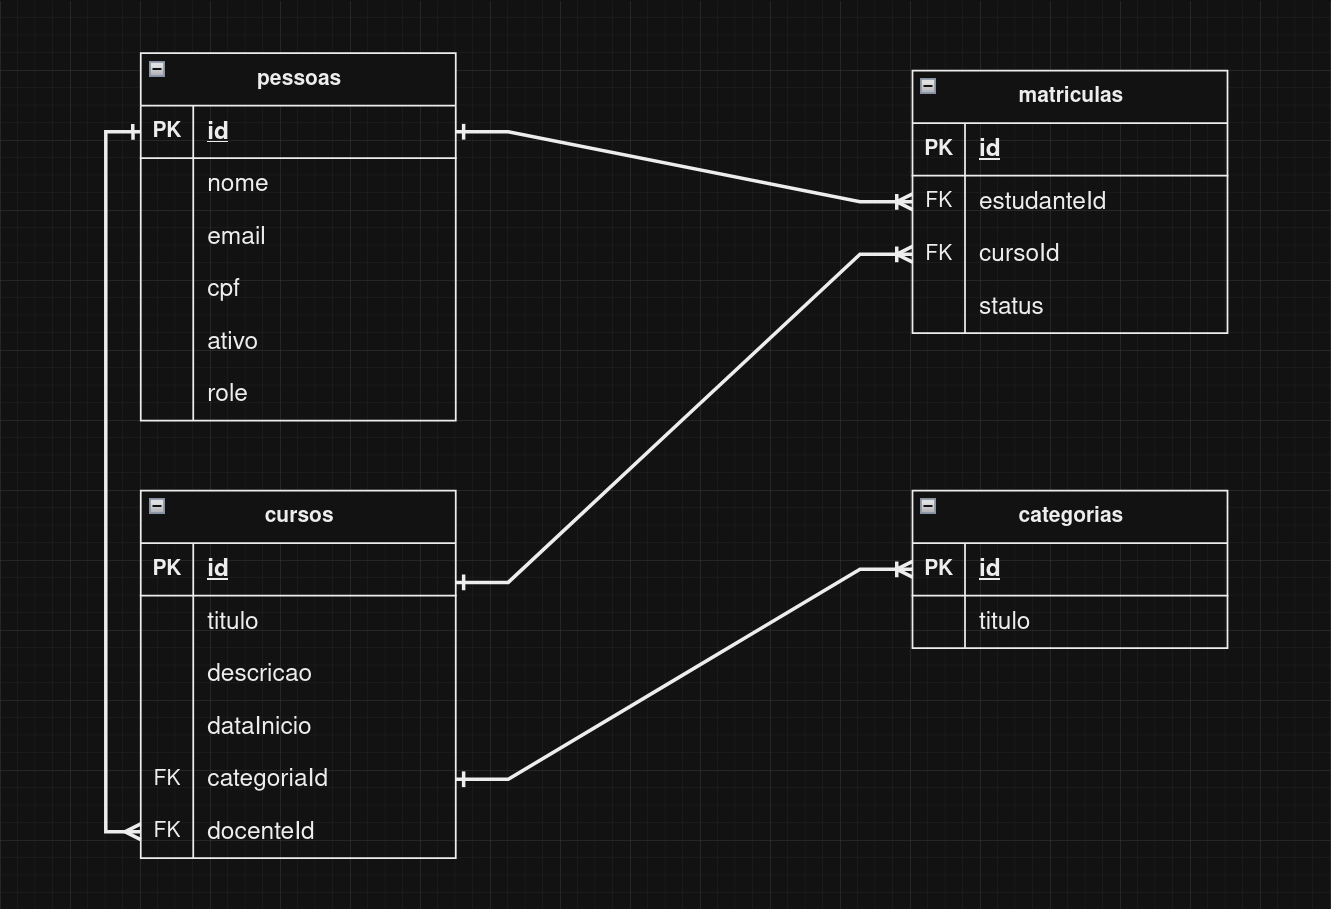 pessoas
PK id
nome
email
cpf
ativo
role
matriculas
PK id
FK estudanteId
FK cursoId
status
cursos
PK id
titulo
descricao
dataInicio
FK categoriaId
FK docenteId
categorias
PK id
titulo